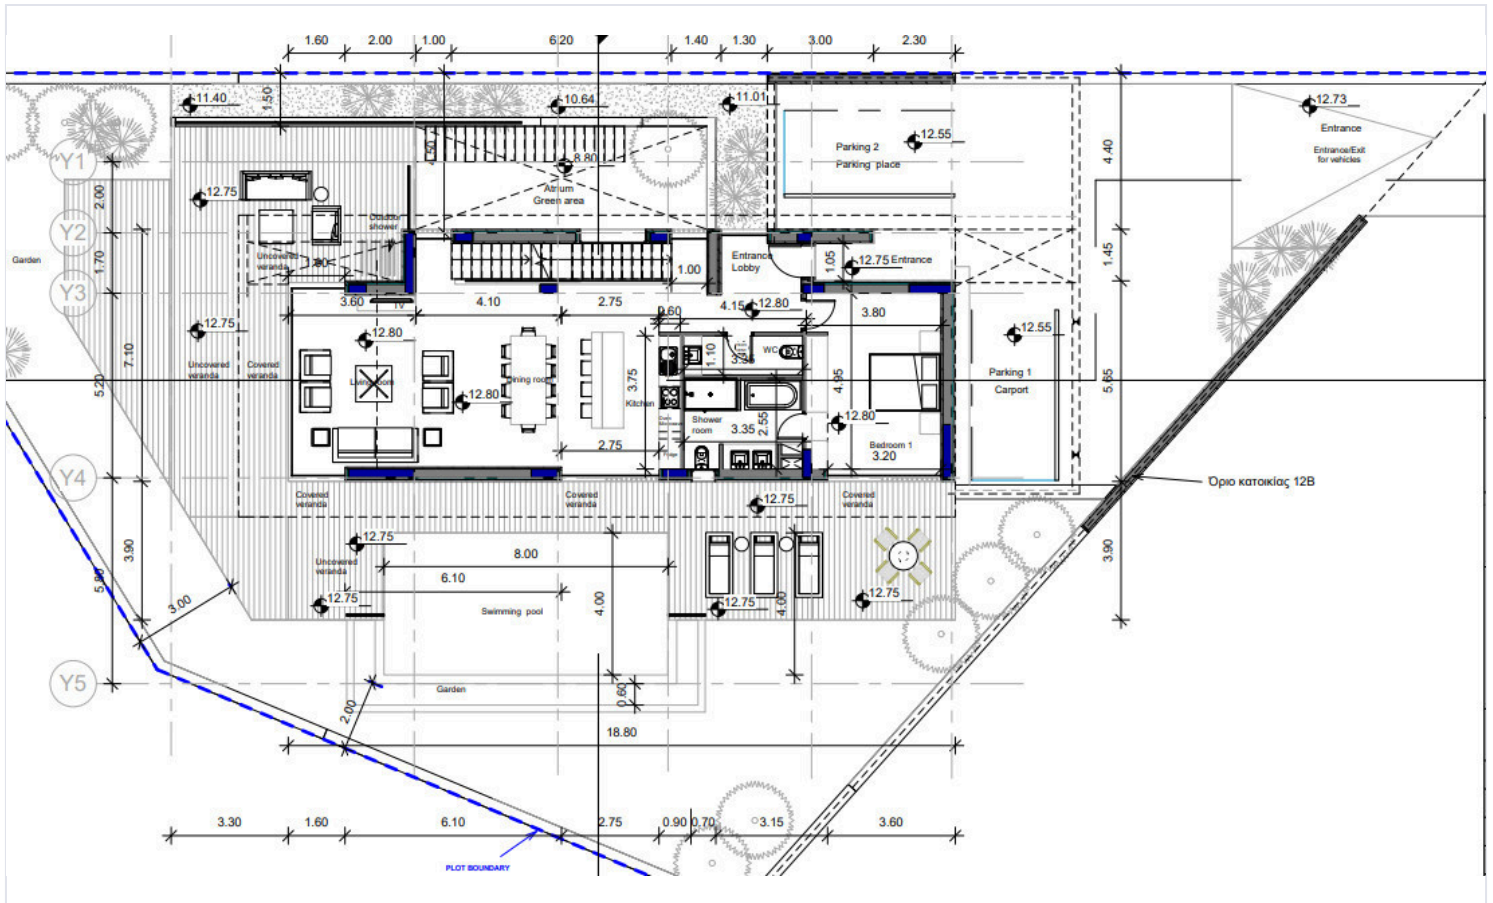 1.60 2.00 1.00 6.20 1.40 1.30 3.00 2.30
11.40
1.50
10.64
11.01
12.73
Entrance
Entrance/Exit
for vehicles
12.55
Parking 2
Parking place
4.40
Y1
8.80
Atrium
Green area
12.75
2.00
Outdoor
shower
Y2
Garden
1.70
Uncovered
veranda
Entrance
Lobby
1.00
1.05
12.75 Entrance
1.45
Y3
3.60
TV
4.10
2.75
0.60
4.15
12.80
3.80
12.75
12.80
12.55
7.10
Uncovered
veranda
Covered
veranda
Living room
Dining room
3.75
1.10
3.35
WC
4.95
Parking 1
Carport
5.20
12.80
Kitchen
5.65
Shower
room
3.35
2.55
12.80
Bedroom 1
3.20
2.75
Y4
Όριο κατοικίας 12Β
Covered
veranda
Covered
veranda
12.75
Covered
veranda
3.90
5.80
12.75
Uncovered
veranda
8.00
6.10
3.90
3.00
12.75
Swimming pool
4.00
12.75
4.00
12.75
Y5
Garden
0.60
2.00
18.80
3.30 1.60 6.10 2.75 0.90 0.70 3.15 3.60
PLOT BOUNDARY